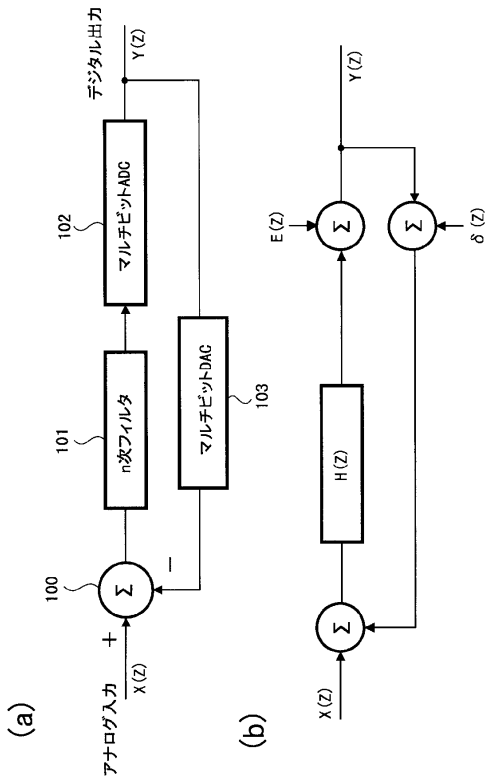 (a)
アナログ入力
X(Z)
+
100
Σ
−
101
n次フィルタ
102
マルチビットADC
デジタル出力
Y(Z)
マルチビットDAC
103
(b)
X(Z)
Σ
H(Z)
E(Z)
Σ
Y(Z)
Σ
δ(Z)